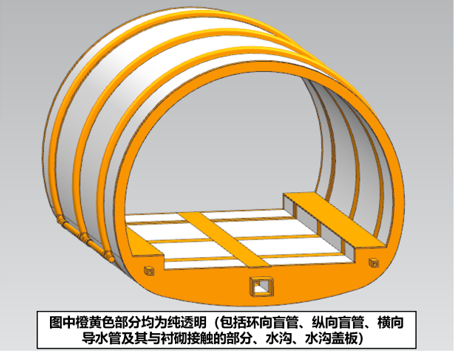 图中橙黄色部分均为纯透明（包括环向盲管、纵向盲管、横向
导水管及其与衬砌接触的部分、水沟、水沟盖板）